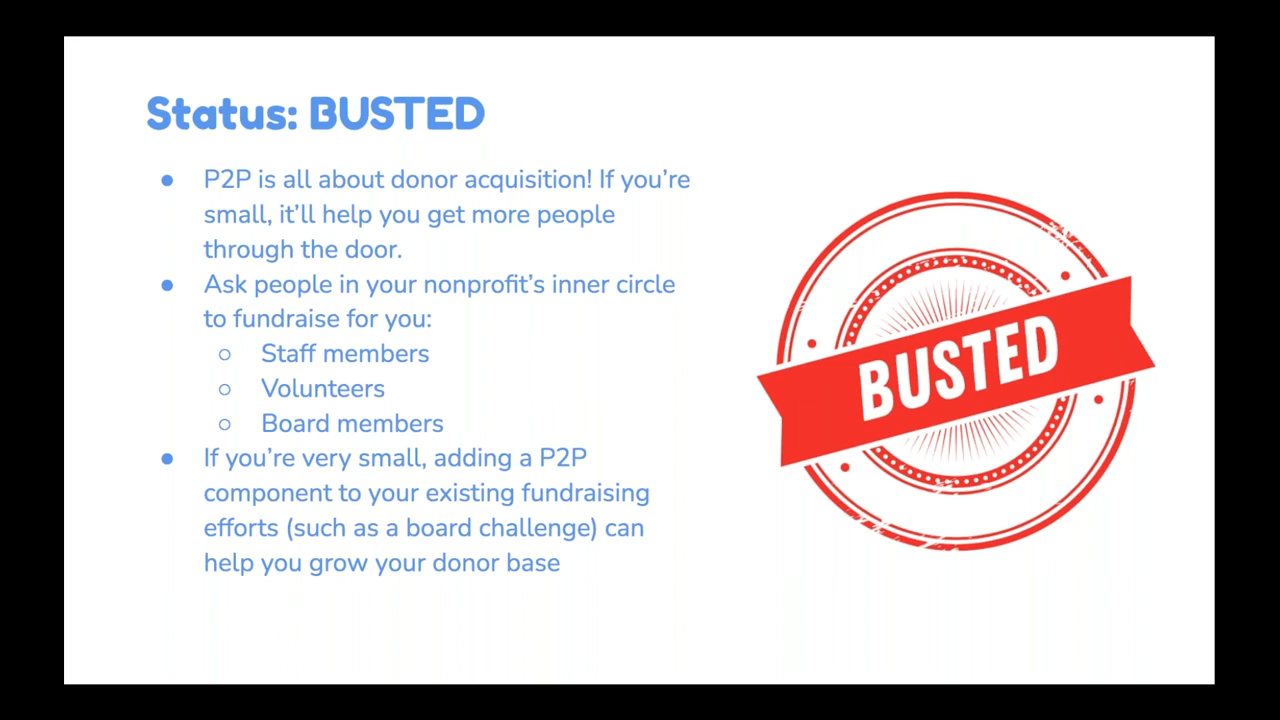 Status: BUSTED
● P2P is all about donor acquisition! If you're
small, it'll help you get more people
through the door.
● Ask people in your nonprofit's inner circle
to fundraise for you:
○ Staff members
○ Volunteers
○ Board members
● If you're very small, adding a P2P
component to your existing fundraising
efforts (such as a board challenge) can
help you grow your donor base
BUSTED